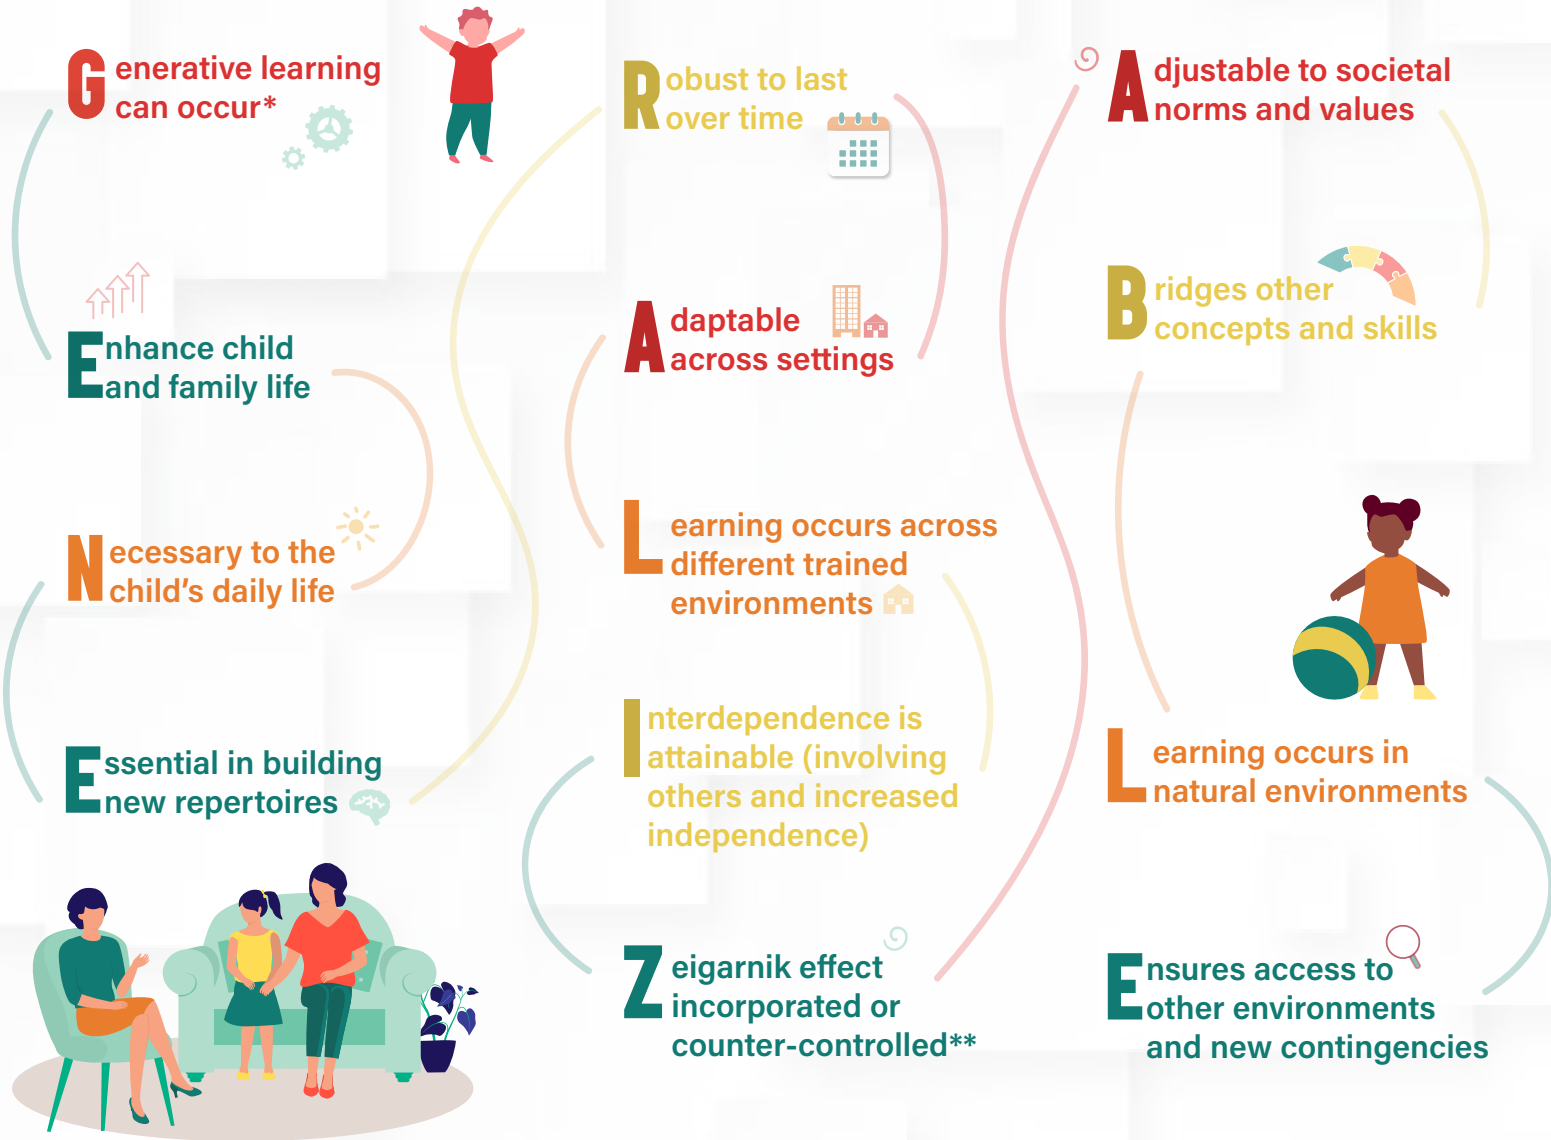 Generative learning
can occur*
Enhance child
and family life
Necessary to the
child's daily life
Essential in building
new repertoires
Robust to last
over time
Adaptable
across settings
Learning occurs across
different trained
environments
Interdependence is
attainable (involving
others and increased
independence)
Zeigarnik effect
incorporated or
counter-controlled**
Adjustable to societal
norms and values
Bridges other
concepts and skills
Learning occurs in
natural environments
Ensures access to
other environments
and new contingencies